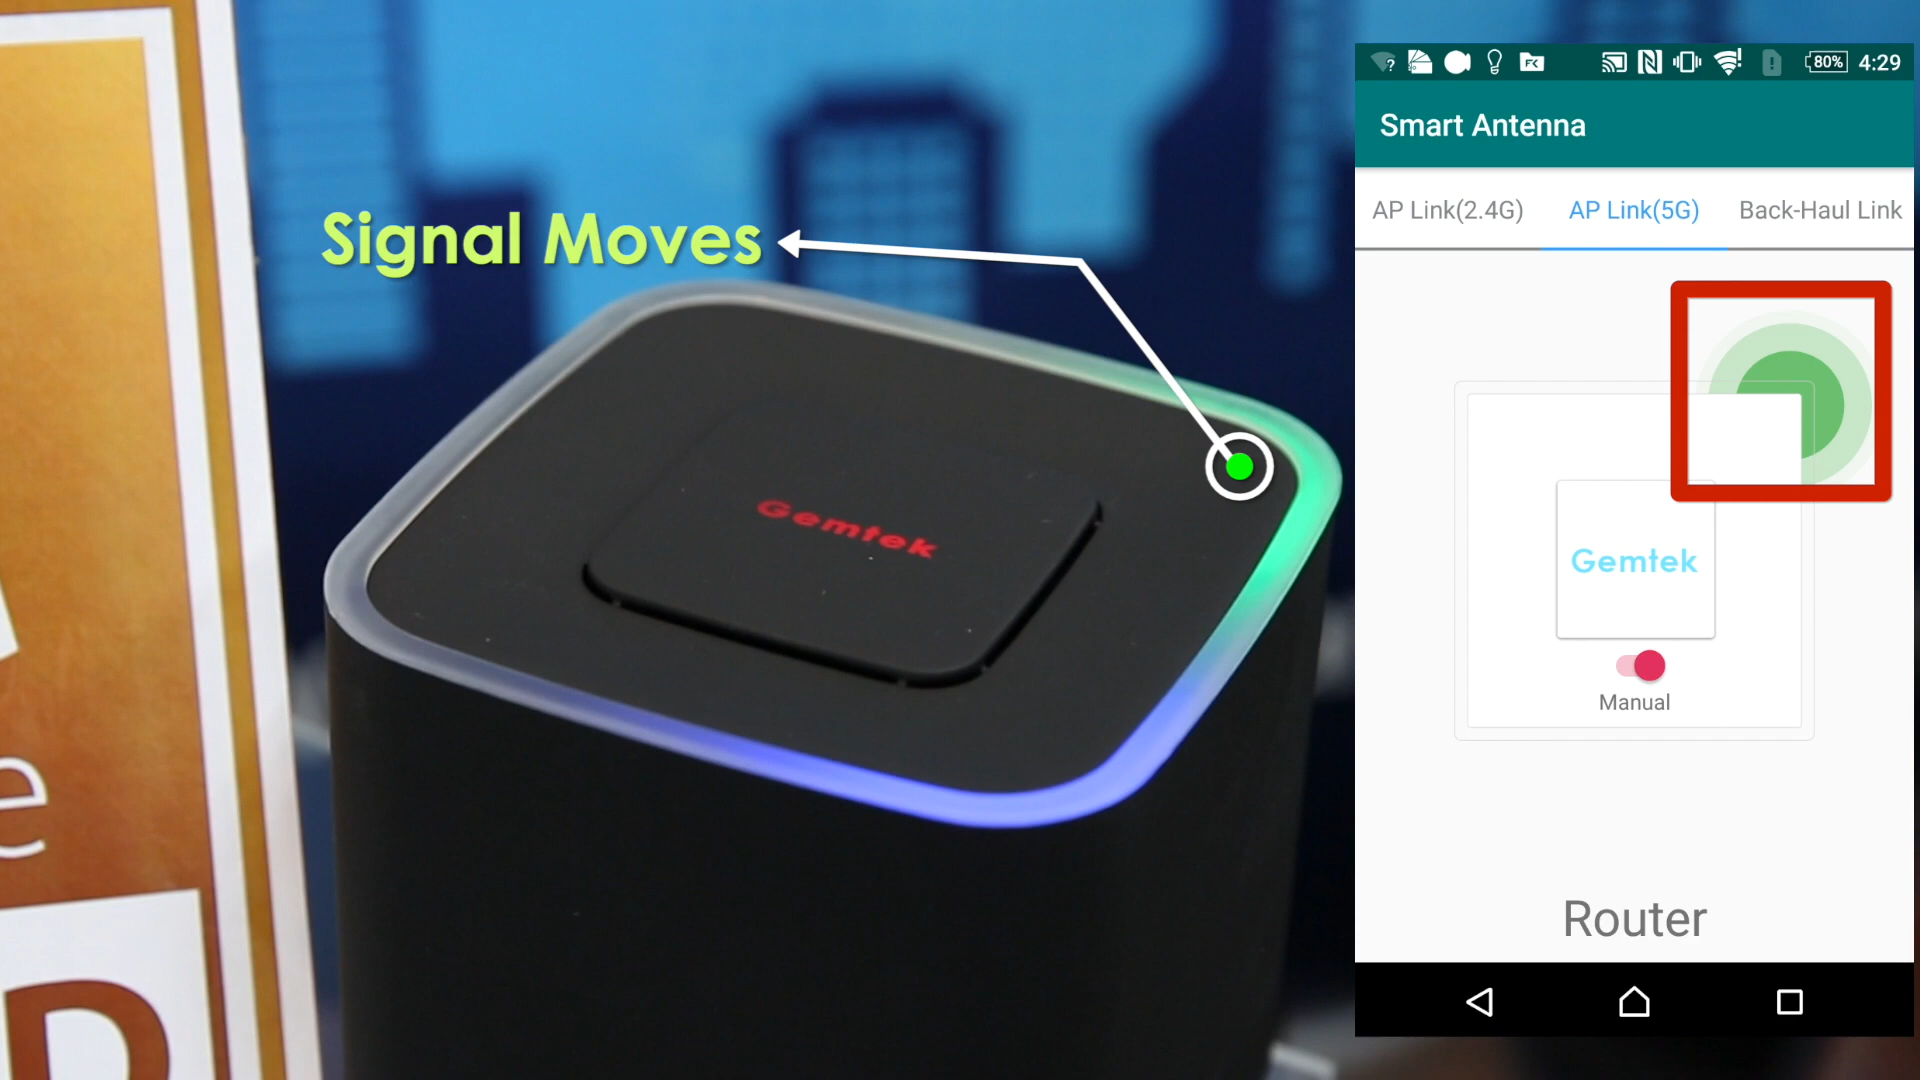 Signal Moves
Gemtek
e
D
80% 4:29
Smart Antenna
AP Link(2.4G) AP Link(5G) Back-Haul Link
Gemtek
Manual
Router